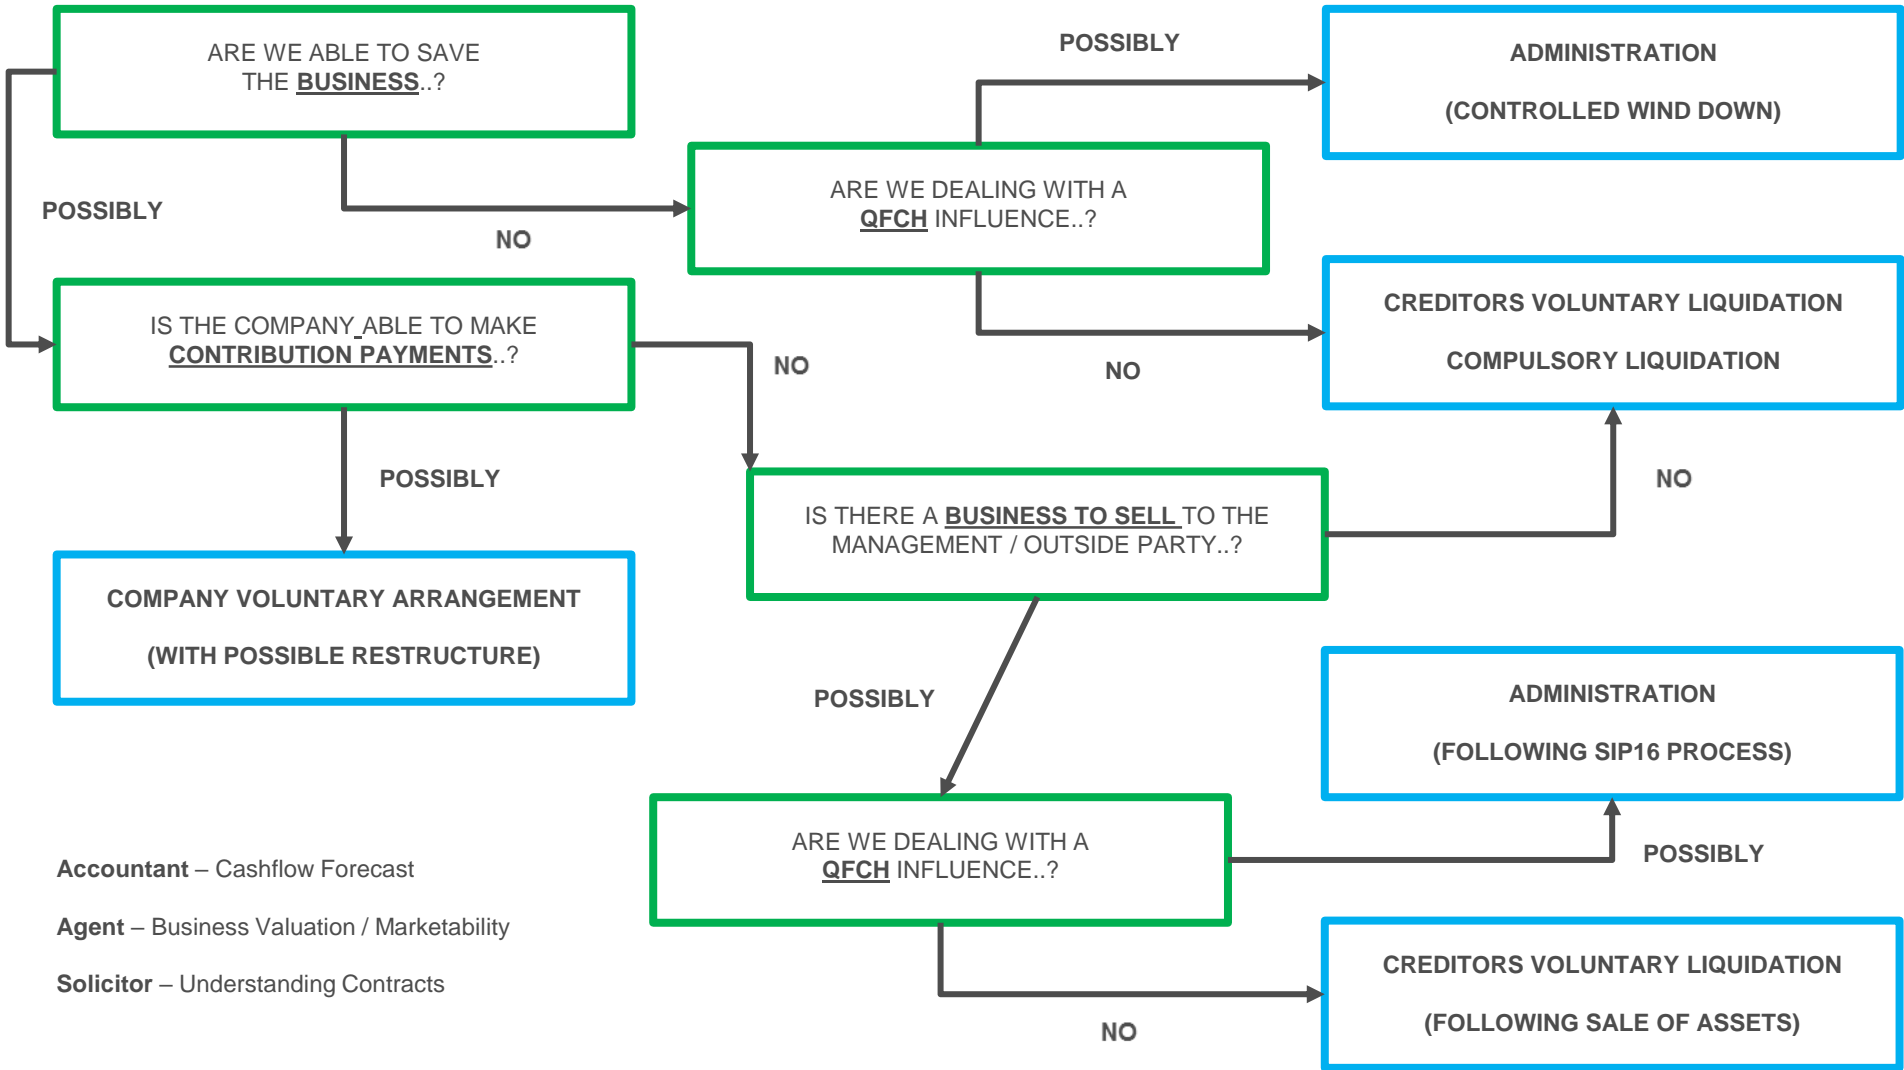 ARE WE ABLE TO SAVE
THE BUSINESS..?
POSSIBLY
ADMINISTRATION
(CONTROLLED WIND DOWN)
ARE WE DEALING WITH A
QFCH INFLUENCE..?
POSSIBLY
NO
IS THE COMPANY ABLE TO MAKE
CONTRIBUTION PAYMENTS..?
CREDITORS VOLUNTARY LIQUIDATION
COMPULSORY LIQUIDATION
NO
NO
POSSIBLY
IS THERE A BUSINESS TO SELL TO THE
MANAGEMENT / OUTSIDE PARTY..?
NO
COMPANY VOLUNTARY ARRANGEMENT
(WITH POSSIBLE RESTRUCTURE)
POSSIBLY
ADMINISTRATION
(FOLLOWING SIP16 PROCESS)
ARE WE DEALING WITH A
QFCH INFLUENCE..?
POSSIBLY
Accountant – Cashflow Forecast
Agent – Business Valuation / Marketability
Solicitor – Understanding Contracts
CREDITORS VOLUNTARY LIQUIDATION
(FOLLOWING SALE OF ASSETS)
NO